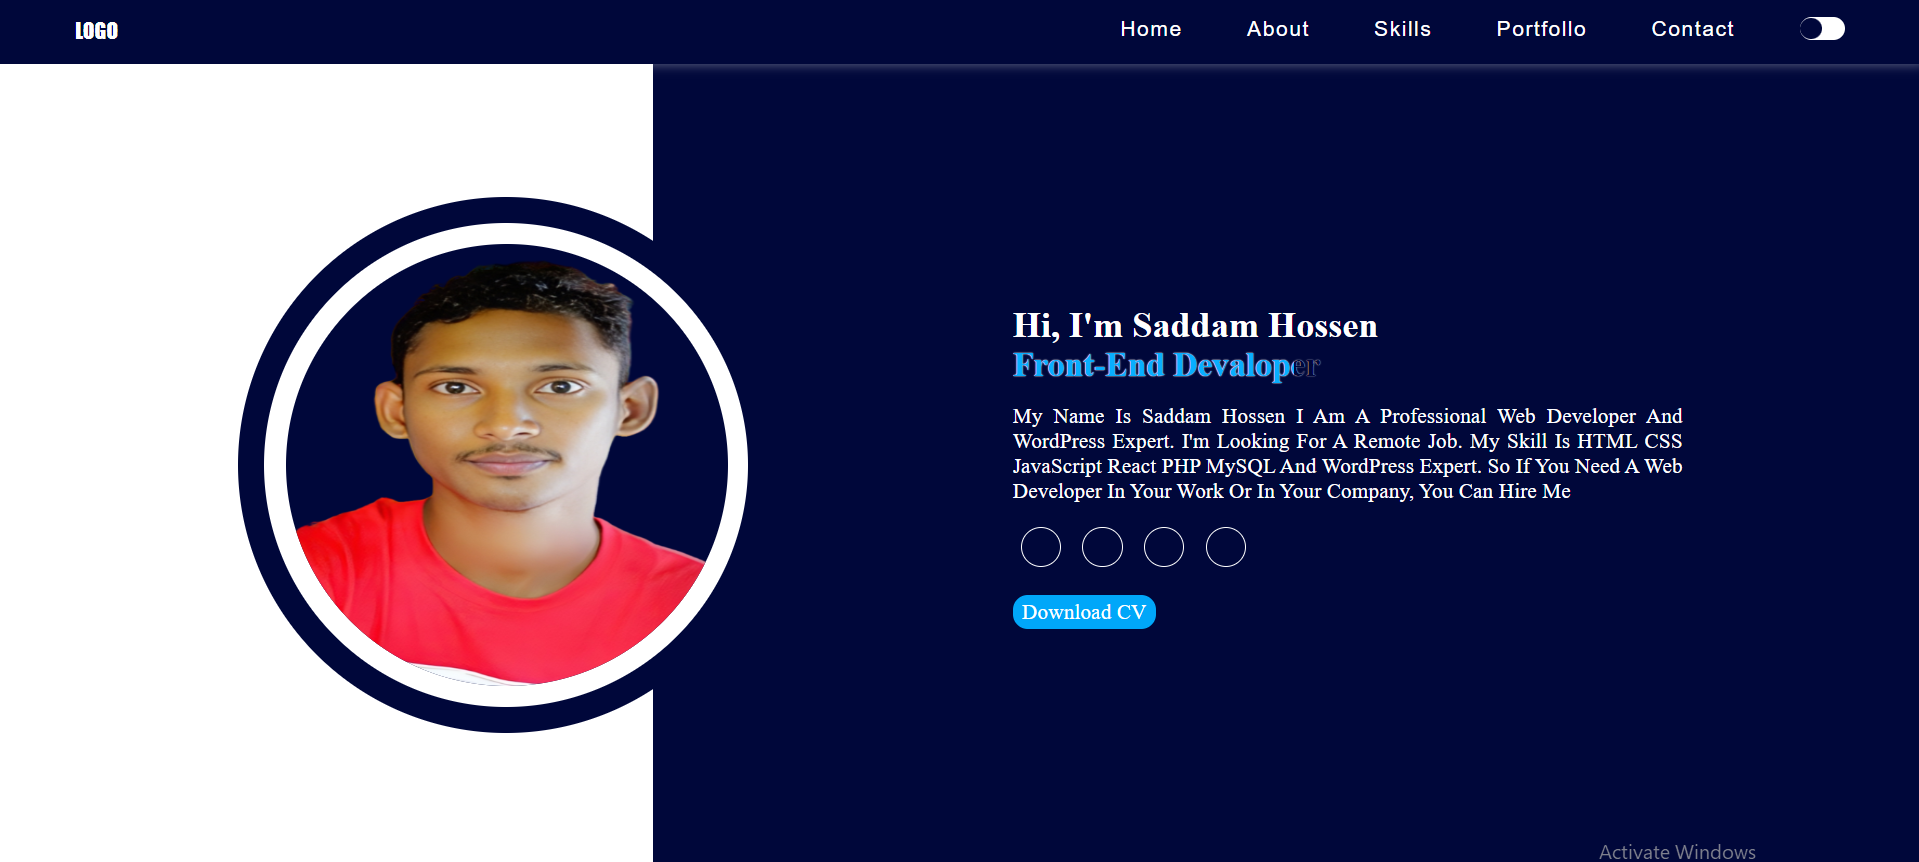 LOGO
Home About Skills Portfollo Contact
Hi, I'm Saddam Hossen
Front-End Devaloper
My Name Is Saddam Hossen I Am A Professional Web Developer And
WordPress Expert. I'm Looking For A Remote Job. My Skill Is HTML CSS
JavaScript React PHP MySQL And WordPress Expert. So If You Need A Web
Developer In Your Work Or In Your Company, You Can Hire Me
Download CV
Activate Windows